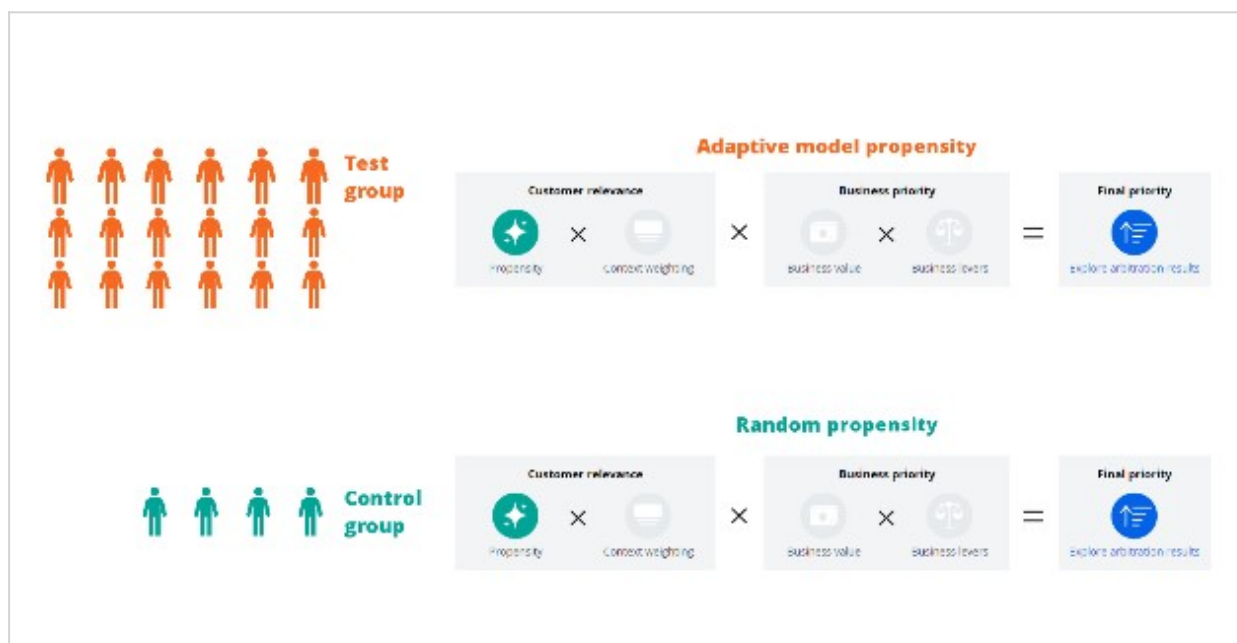 Adaptive model propensity
Test
group
Customer relevance
Business priority
Final priority
× × × =
Propensity
Context weighting
Business value
Business levers
Explore arbitration results
Random propensity
Control
group
Customer relevance
Business priority
Final priority
× × × =
Propensity
Context weighting
Business value
Business levers
Explore arbitration results